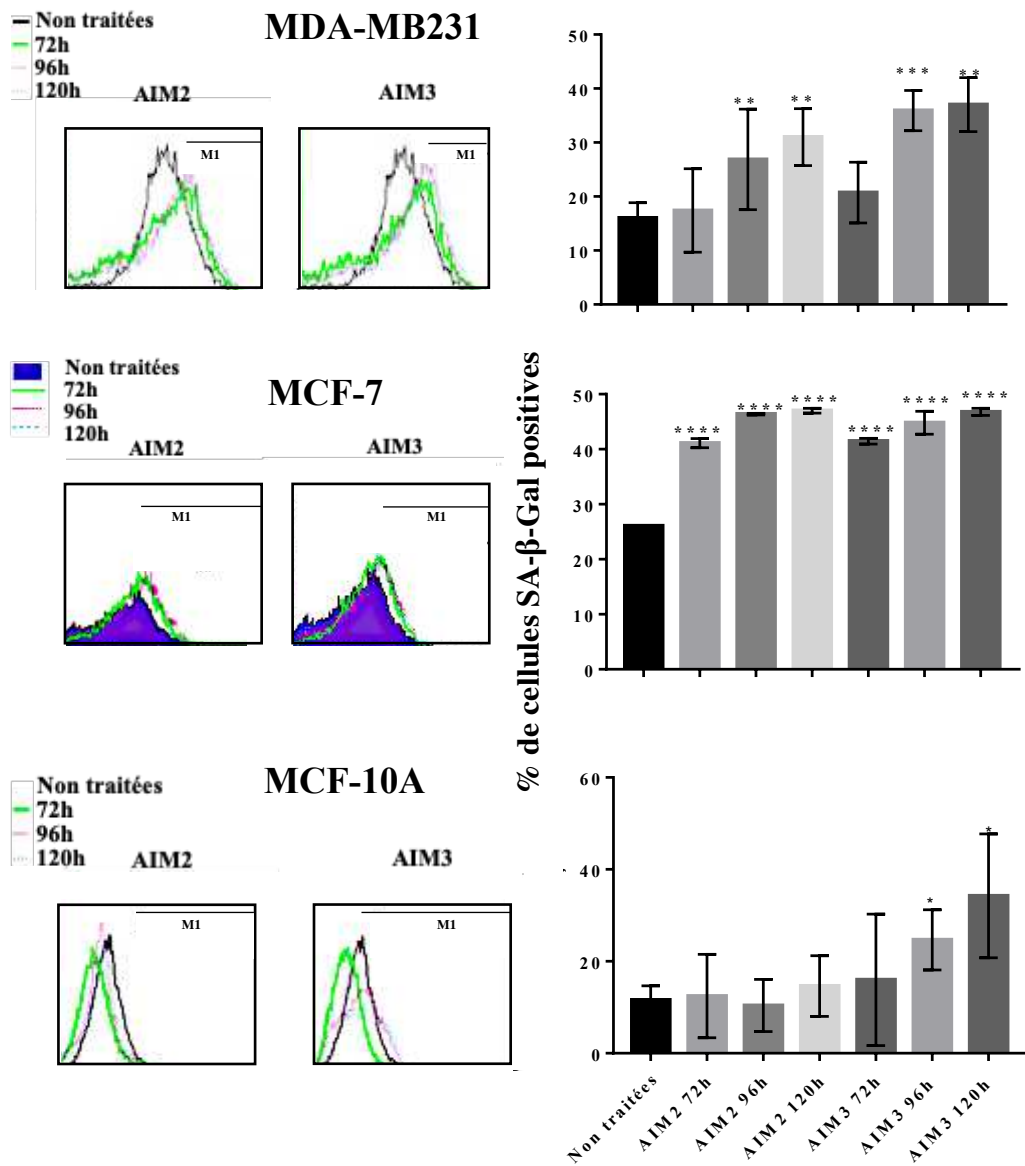 Non traitées
72h
96h
120h
MDA-MB231
AIM2
AIM3
M1
M1
50
40
30
20
10
0
** ** *** **
Non traitées
72h
96h
120h
MCF-7
AIM2
AIM3
M1
M1
% de cellules SA-β-Gal positives
50
40
30
20
10
0
**** **** **** **** **** ****
Non traitées
72h
96h
120h
MCF-10A
AIM2
AIM3
M1
M1
60
40
20
0
* *
Non traitées
AIM2 72h
AIM2 96h
AIM2 120h
AIM3 72h
AIM3 96h
AIM3 120h